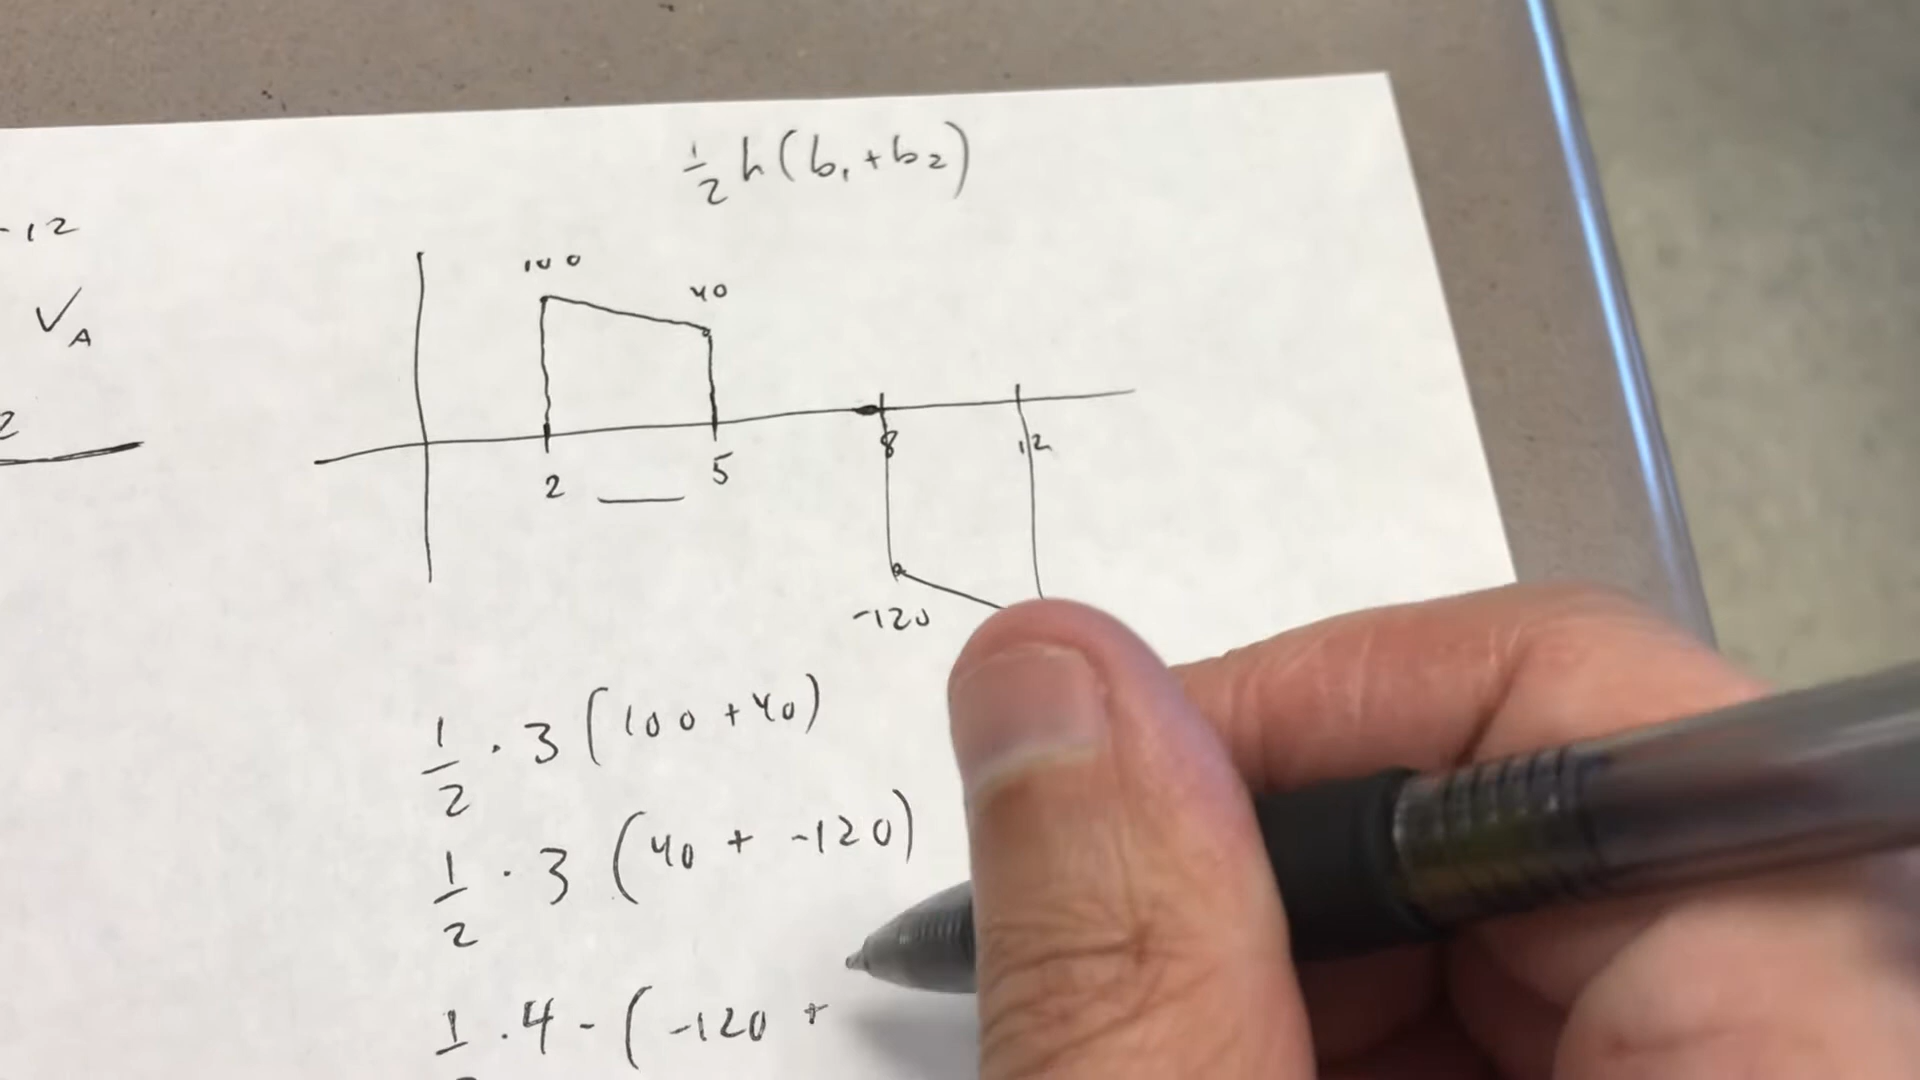 ½ h(b₁+b₂)
-12
V_A
2
100
40
2
5
8
12
-120
1/2 · 3 (100 + 40)
1/2 · 3 (40 + -120)
1 · 4 - (-120 +